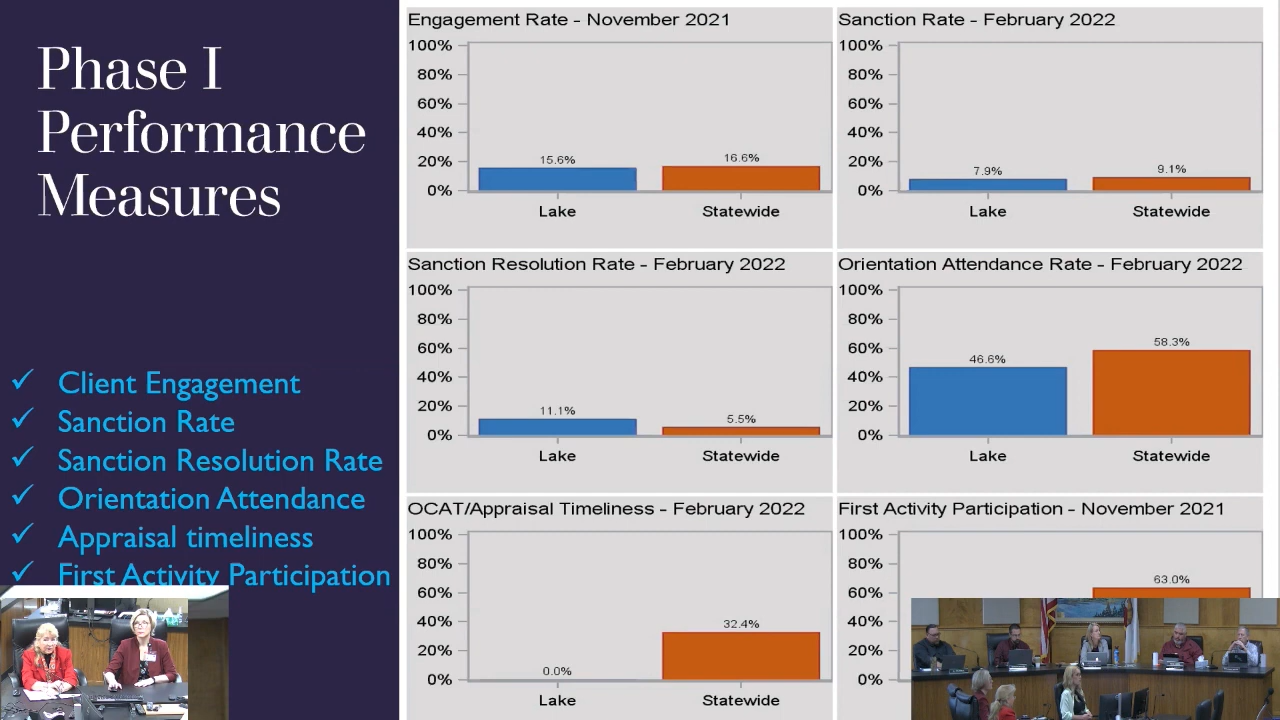 Phase I
Performance
Measures
✓ Client Engagement
✓ Sanction Rate
✓ Sanction Resolution Rate
✓ Orientation Attendance
✓ Appraisal timeliness
✓ First Activity Participation
Engagement Rate - November 2021
100%
80%
60%
40%
20%
0%
15.6%
16.6%
Lake
Statewide
Sanction Rate - February 2022
100%
80%
60%
40%
20%
0%
7.9%
9.1%
Lake
Statewide
Sanction Resolution Rate - February 2022
100%
80%
60%
40%
20%
0%
11.1%
5.5%
Lake
Statewide
Orientation Attendance Rate - February 2022
100%
80%
60%
40%
20%
0%
46.6%
58.3%
Lake
Statewide
OCAT/Appraisal Timeliness - February 2022
100%
80%
60%
40%
20%
0%
0.0%
32.4%
Lake
Statewide
First Activity Participation - November 2021
100%
80%
60%
40%
20%
0%
63.0%